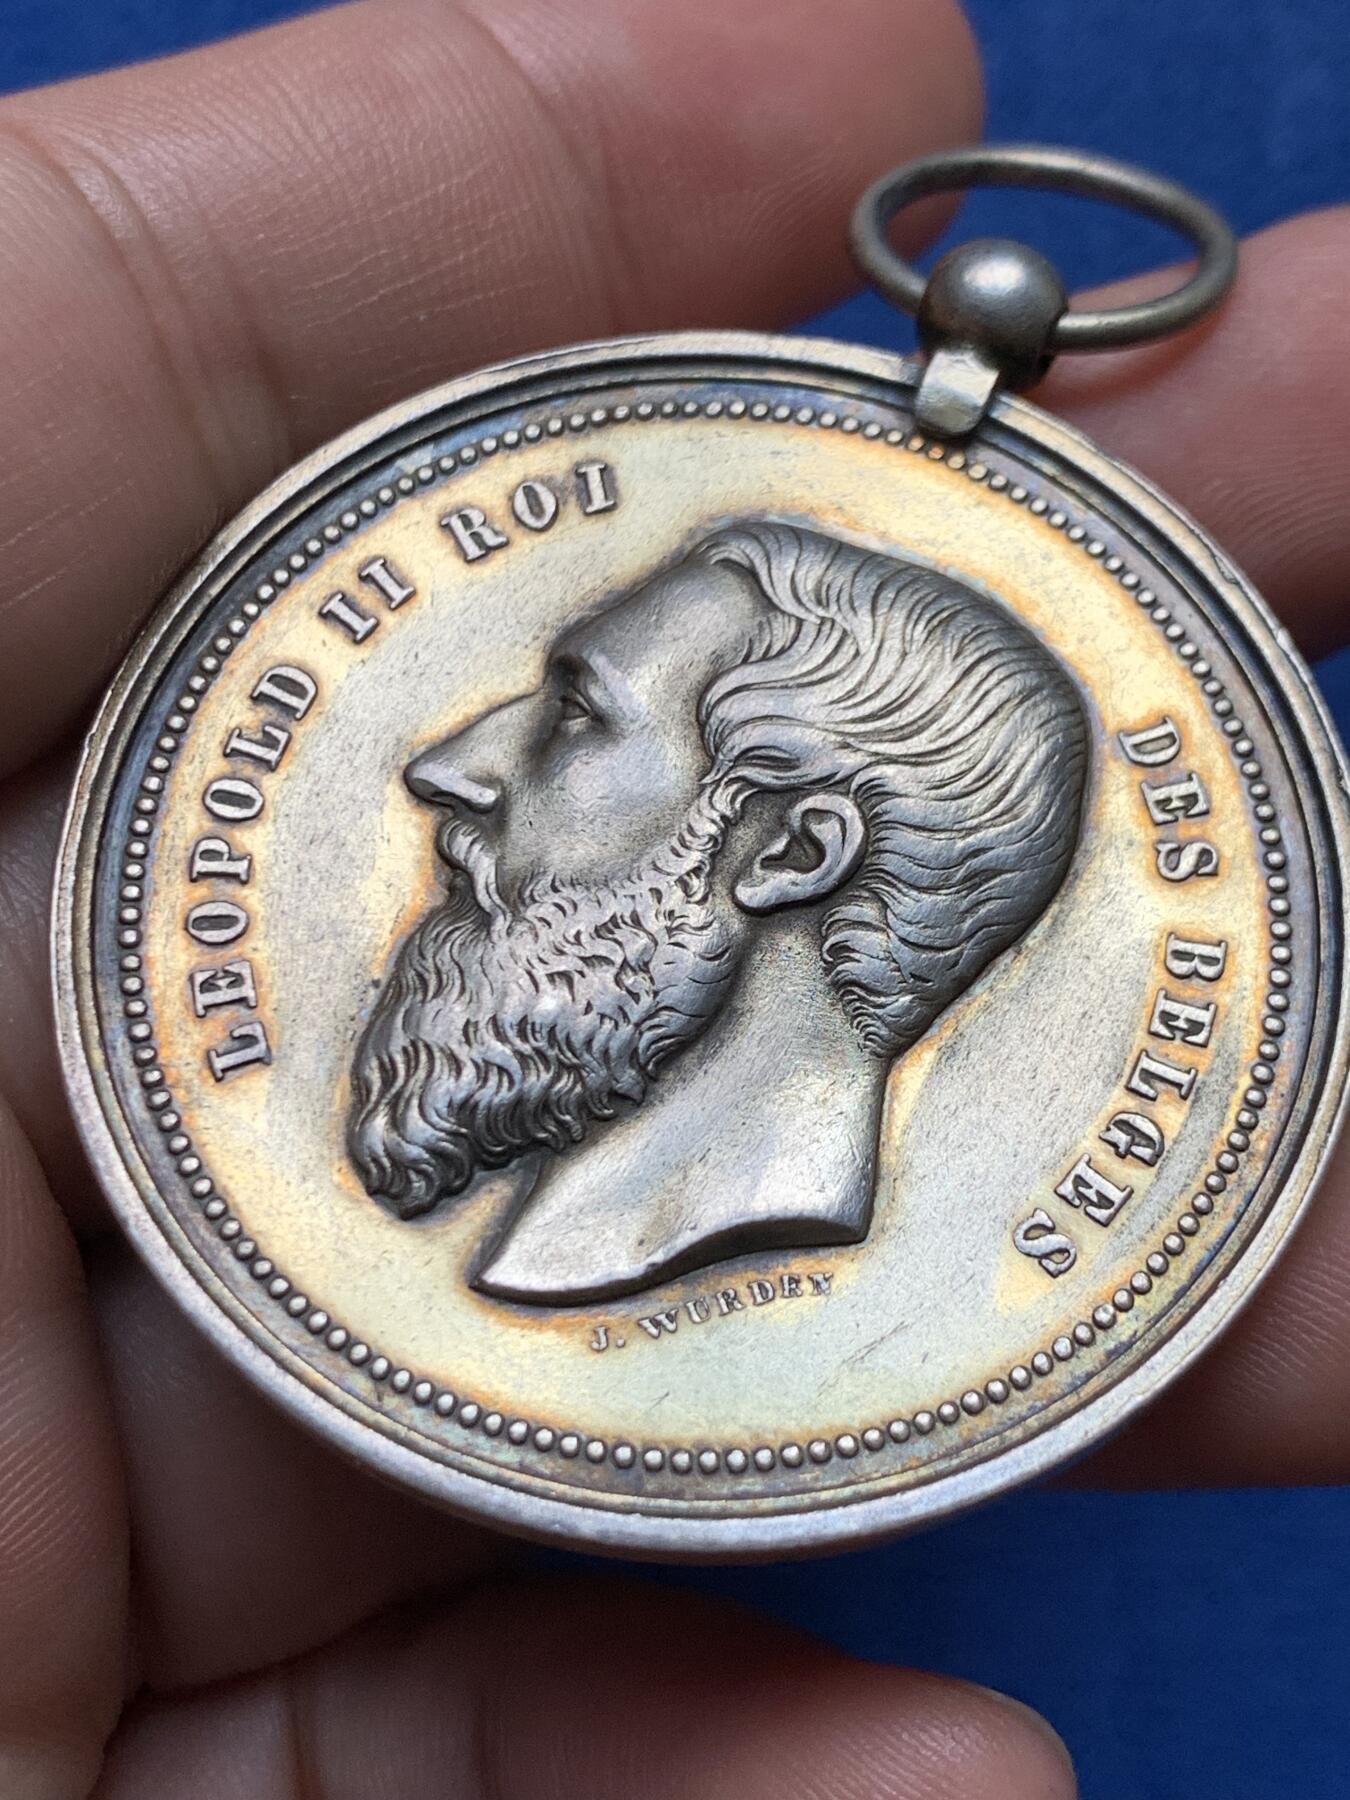 LEOPOLD II ROI DES BELGES
J. WURDEN